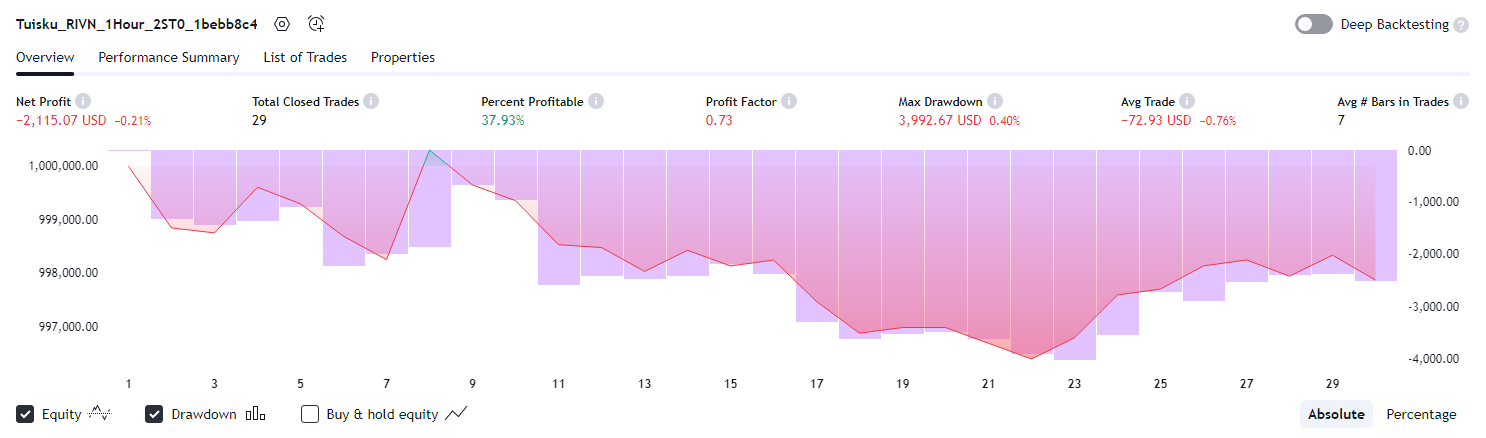 Tuisku_RIVN_1Hour_2ST0_1bebb8c4 Deep Backtesting ?
Overview Performance Summary List of Trades Properties
Net Profit i Total Closed Trades i Percent Profitable i Profit Factor i Max Drawdown i Avg Trade i Avg # Bars in Trades i
−2,115.07 USD −0.21% 29 37.93% 0.73 3,992.67 USD 0.40% −72.93 USD −0.76% 7
1,000,000.00 0.00
999,000.00 -1,000.00
998,000.00 -2,000.00
997,000.00 -3,000.00
-4,000.00
1 3 5 7 9 11 13 15 17 19 21 23 25 27 29
Equity Drawdown Buy & hold equity Absolute Percentage